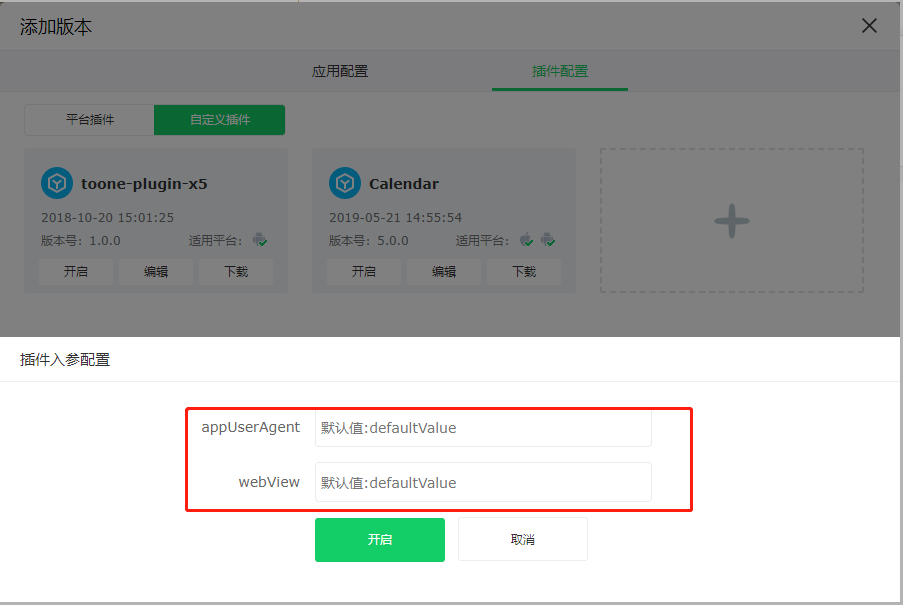 添加版本
应用配置 插件配置
平台插件 自定义插件
toone-plugin-x5
2018-10-20 15:01:25
版本号: 1.0.0 适用平台:
开启 编辑 下载
Calendar
2019-05-21 14:55:54
版本号: 5.0.0 适用平台:
开启 编辑 下载
插件入参配置
appUserAgent 默认值:defaultValue
webView 默认值:defaultValue
开启 取消